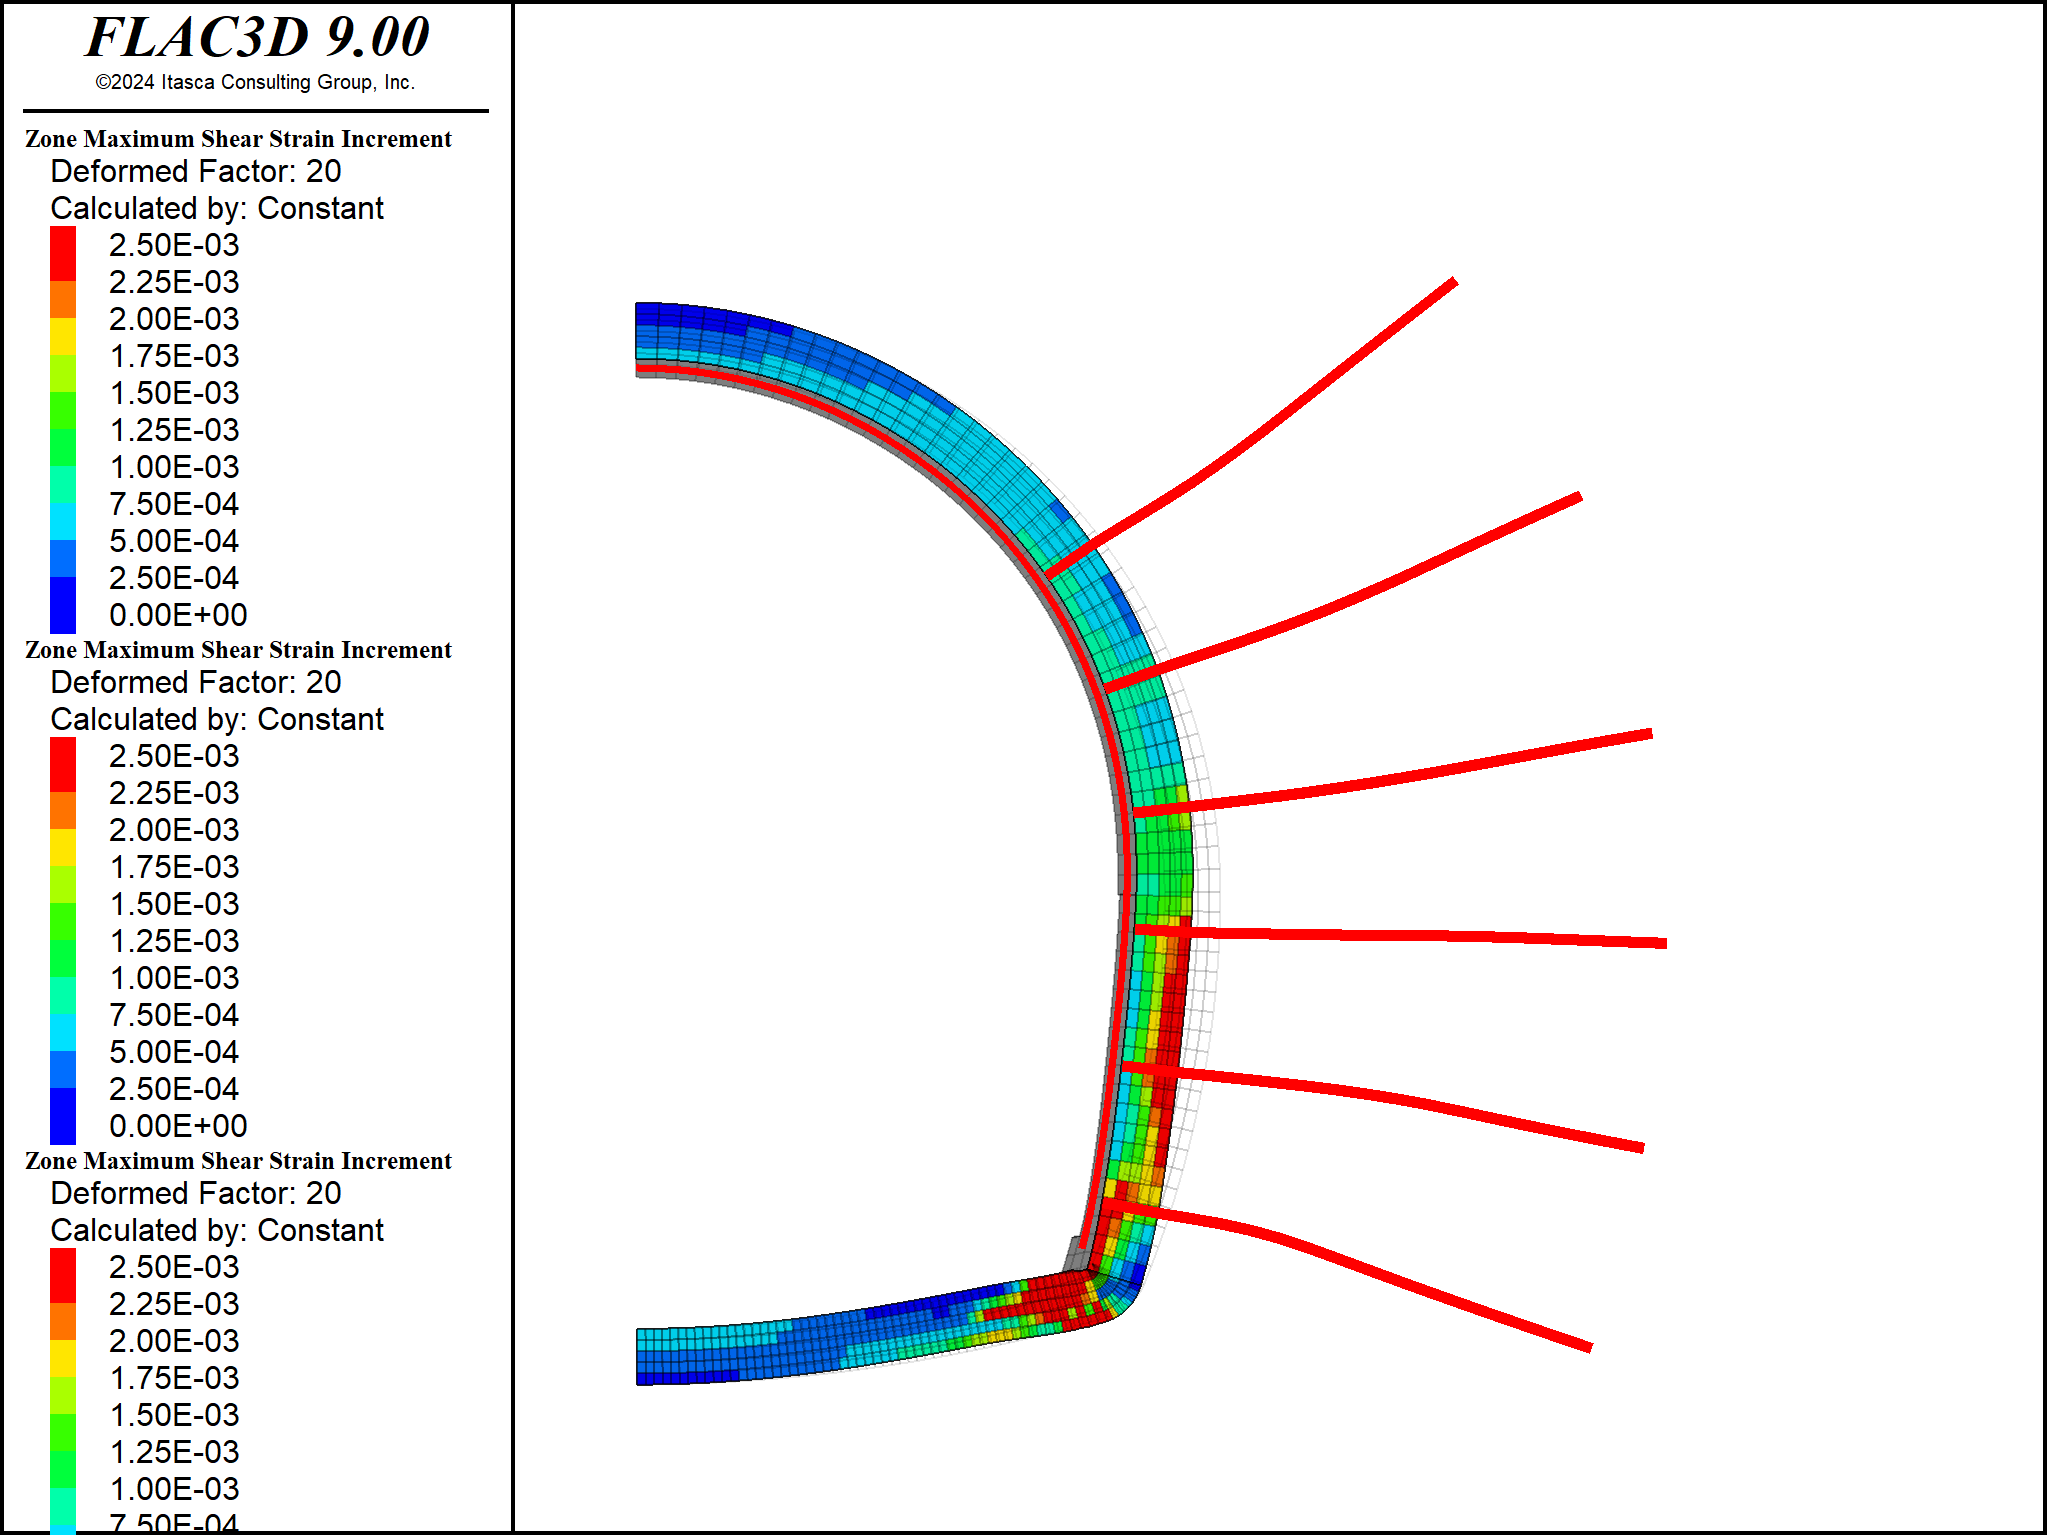 FLAC3D 9.00
©2024 Itasca Consulting Group, Inc.
Zone Maximum Shear Strain Increment
Deformed Factor: 20
Calculated by: Constant
2.50E-03
2.25E-03
2.00E-03
1.75E-03
1.50E-03
1.25E-03
1.00E-03
7.50E-04
5.00E-04
2.50E-04
0.00E+00
Zone Maximum Shear Strain Increment
Deformed Factor: 20
Calculated by: Constant
2.50E-03
2.25E-03
2.00E-03
1.75E-03
1.50E-03
1.25E-03
1.00E-03
7.50E-04
5.00E-04
2.50E-04
0.00E+00
Zone Maximum Shear Strain Increment
Deformed Factor: 20
Calculated by: Constant
2.50E-03
2.25E-03
2.00E-03
1.75E-03
1.50E-03
1.25E-03
1.00E-03
7.50E-04